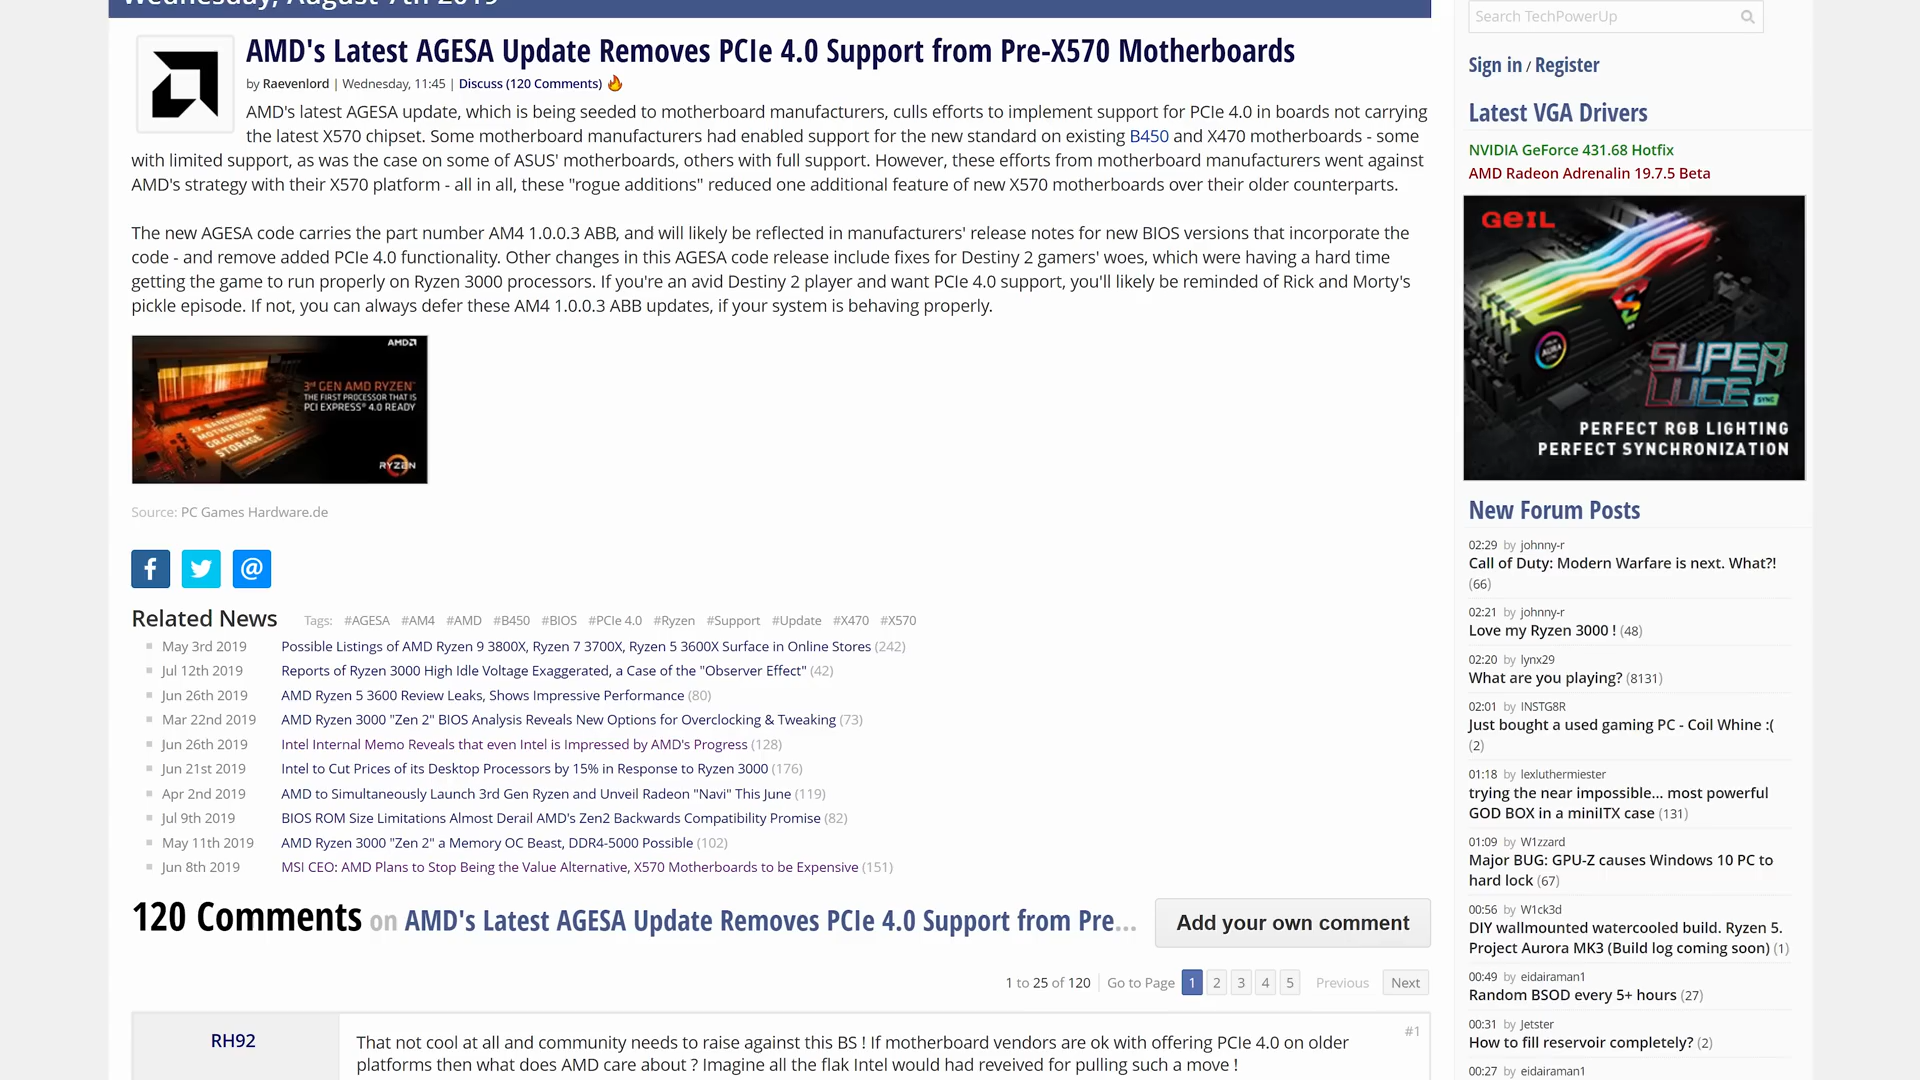 Wednesday, August 7th 2019
AMD's Latest AGESA Update Removes PCIe 4.0 Support from Pre-X570 Motherboards
by Raevenlord | Wednesday, 11:45 | Discuss (120 Comments)
AMD's latest AGESA update, which is being seeded to motherboard manufacturers, culls efforts to implement support for PCIe 4.0 in boards not carrying
the latest X570 chipset. Some motherboard manufacturers had enabled support for the new standard on existing B450 and X470 motherboards - some
with limited support, as was the case on some of ASUS' motherboards, others with full support. However, these efforts from motherboard manufacturers went against
AMD's strategy with their X570 platform - all in all, these "rogue additions" reduced one additional feature of new X570 motherboards over their older counterparts.
The new AGESA code carries the part number AM4 1.0.0.3 ABB, and will likely be reflected in manufacturers' release notes for new BIOS versions that incorporate the
code - and remove added PCIe 4.0 functionality. Other changes in this AGESA code release include fixes for Destiny 2 gamers' woes, which were having a hard time
getting the game to run properly on Ryzen 3000 processors. If you're an avid Destiny 2 player and want PCIe 4.0 support, you'll likely be reminded of Rick and Morty's
pickle episode. If not, you can always defer these AM4 1.0.0.3 ABB updates, if your system is behaving properly.
AMD
3RD GEN AMD RYZEN™
THE FIRST PROCESSOR THAT IS
PCI EXPRESS® 4.0 READY
2X BANDWIDTH
MOTHERBOARDS
GRAPHICS
STORAGE
RYZEN
Source: PC Games Hardware.de
Related News Tags: #AGESA #AM4 #AMD #B450 #BIOS #PCIe 4.0 #Ryzen #Support #Update #X470 #X570
May 3rd 2019 Possible Listings of AMD Ryzen 9 3800X, Ryzen 7 3700X, Ryzen 5 3600X Surface in Online Stores (242)
Jul 12th 2019 Reports of Ryzen 3000 High Idle Voltage Exaggerated, a Case of the "Observer Effect" (42)
Jun 26th 2019 AMD Ryzen 5 3600 Review Leaks, Shows Impressive Performance (80)
Mar 22nd 2019 AMD Ryzen 3000 "Zen 2" BIOS Analysis Reveals New Options for Overclocking & Tweaking (73)
Jun 26th 2019 Intel Internal Memo Reveals that even Intel is Impressed by AMD's Progress (128)
Jun 21st 2019 Intel to Cut Prices of its Desktop Processors by 15% in Response to Ryzen 3000 (176)
Apr 2nd 2019 AMD to Simultaneously Launch 3rd Gen Ryzen and Unveil Radeon "Navi" This June (119)
Jul 9th 2019 BIOS ROM Size Limitations Almost Derail AMD's Zen2 Backwards Compatibility Promise (82)
May 11th 2019 AMD Ryzen 3000 "Zen 2" a Memory OC Beast, DDR4-5000 Possible (102)
Jun 8th 2019 MSI CEO: AMD Plans to Stop Being the Value Alternative, X570 Motherboards to be Expensive (151)
120 Comments on AMD's Latest AGESA Update Removes PCIe 4.0 Support from Pre...
Add your own comment
1 to 25 of 120 Go to Page 1 2 3 4 5 Previous Next
RH92
#1
That not cool at all and community needs to raise against this BS ! If motherboard vendors are ok with offering PCIe 4.0 on older
platforms then what does AMD care about ? Imagine all the flak Intel would had reveived for pulling such a move !
Search TechPowerUp
Sign in / Register
Latest VGA Drivers
NVIDIA GeForce 431.68 Hotfix
AMD Radeon Adrenalin 19.7.5 Beta
GEIL
AURA
SUPER
LUCE
SYNC
PERFECT RGB LIGHTING
PERFECT SYNCHRONIZATION
New Forum Posts
02:29 by johnny-r
Call of Duty: Modern Warfare is next. What?!
(66)
02:21 by johnny-r
Love my Ryzen 3000 ! (48)
02:20 by lynx29
What are you playing? (8131)
02:01 by INSTG8R
Just bought a used gaming PC - Coil Whine :(
(2)
01:18 by lexluthermiester
trying the near impossible... most powerful
GOD BOX in a miniITX case (131)
01:09 by W1zzard
Major BUG: GPU-Z causes Windows 10 PC to
hard lock (67)
00:56 by W1ck3d
DIY wallmounted watercooled build. Ryzen 5.
Project Aurora MK3 (Build log coming soon) (1)
00:49 by eidairaman1
Random BSOD every 5+ hours (27)
00:31 by Jetster
How to fill reservoir completely? (2)
00:27 by eidairaman1